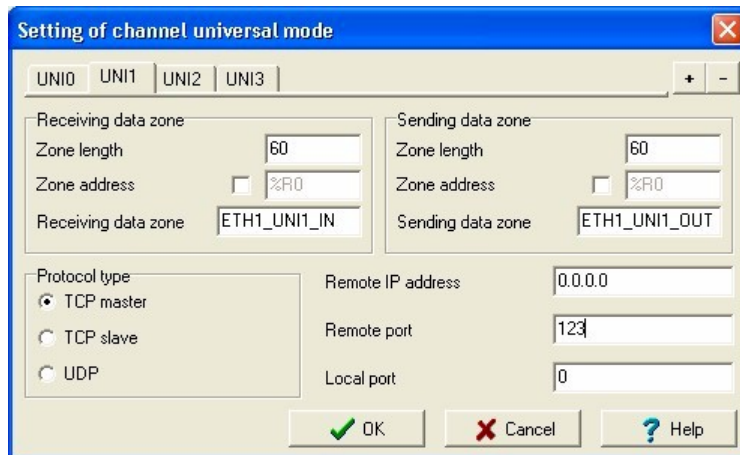 Setting of channel universal mode
UNI0 UNI1 UNI2 UNI3 + -
Receiving data zone
Zone length 60
Zone address %R0
Receiving data zone ETH1_UNI1_IN
Sending data zone
Zone length 60
Zone address %R0
Sending data zone ETH1_UNI1_OUT
Protocol type
TCP master
TCP slave
UDP
Remote IP address 0.0.0.0
Remote port 123
Local port 0
OK Cancel ? Help